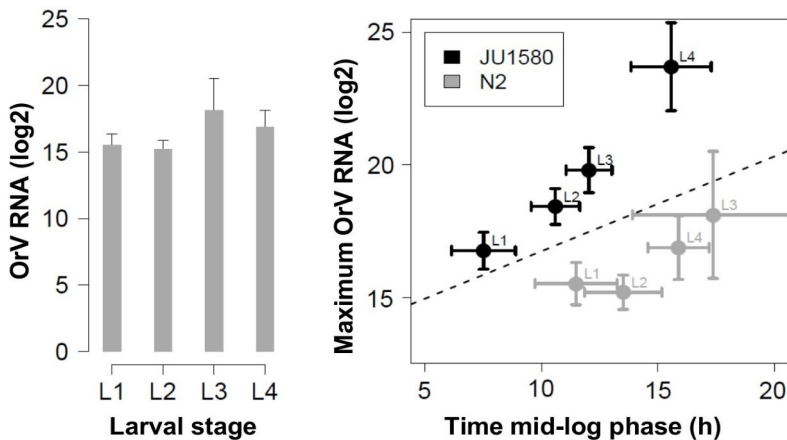 25
20
15
10
5
0
OrV RNA (log2)
L1 L2 L3 L4
Larval stage
25
20
15
Maximum OrV RNA (log2)
JU1580
N2
L4
L3
L2
L1
L3
L4
L1
L2
5 10 15 20
Time mid-log phase (h)